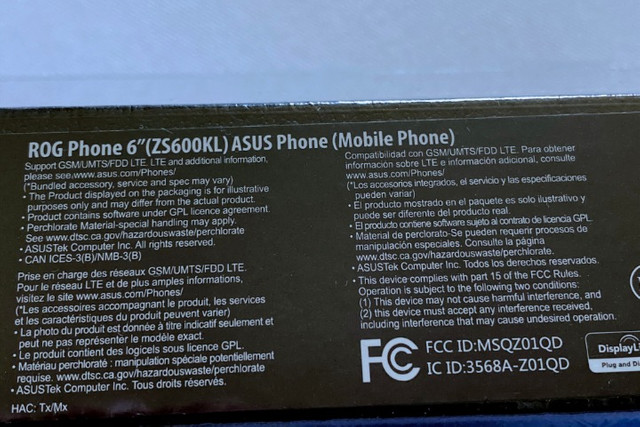 ROG Phone 6”(ZS600KL) ASUS Phone (Mobile Phone)
Support GSM/UMTS/FDD LTE. LTE and additional information,
please see:www.asus.com/Phones/
(*Bundled accessory, service and spec may vary)
• The Product displayed on the packaging is for illustrative
purposes only and may differ from the actual product.
• Product contains software under GPL licence agreement.
• Perchlorate Material-special handling may apply.
See www.dtsc.ca.gov/hazardouswaste/perchlorate
• ASUSTek Computer Inc. All rights reserved.
• CAN ICES-3(B)/NMB-3(B)
Prise en charge des réseaux GSM/UMTS/FDD LTE.
Pour le réseau LTE et de plus amples informations,
visitez le site www.asus.com/Phones/
(*Les accessoires accompagnant le produit, les services
et les caractéristiques du produit peuvent varier)
• La photo du produit est donnée à titre indicatif seulement et
peut ne pas représenter le modèle exact.
• Le produit contient des logiciels sous licence GPL.
• Matériau perchloraté : manipulation spéciale potentiellement
requise. www.dtsc.ca.gov/hazardouswaste/perchlorate
• ASUSTek Computer Inc. Tous droits réservés.
HAC: Tx/Mx
Compatibilidad con GSM/UMTS/FDD LTE. Para obtener
información sobre LTE e información adicional, consulte
www.asus.com/Phones/
(*Los accesorios integrados, el servicio y las especificaciones
pueden variar)
• El producto mostrado en el paquete es solo ilustrativo y
puede ser diferente del producto real.
• El producto contiene software sujeto al contrato de licencia GPL.
• Material de perclorato-Se pueden requerir procesos de
manipulación especiales. Consulte la página
www.dtsc.ca.gov/hazardouswaste/perchlorate.
• ASUSTek Computer Inc. Todos los derechos reservados.
• This device complies with part 15 of the FCC Rules.
Operation is subject to the following two conditions:
(1) This device may not cause harmful interference, and
(2) this device must accept any interference received,
including interference that may cause undesired operation.
FC FCC ID:MSQZ01QD
IC ID:3568A-Z01QD
DisplayLi
Plug and Di